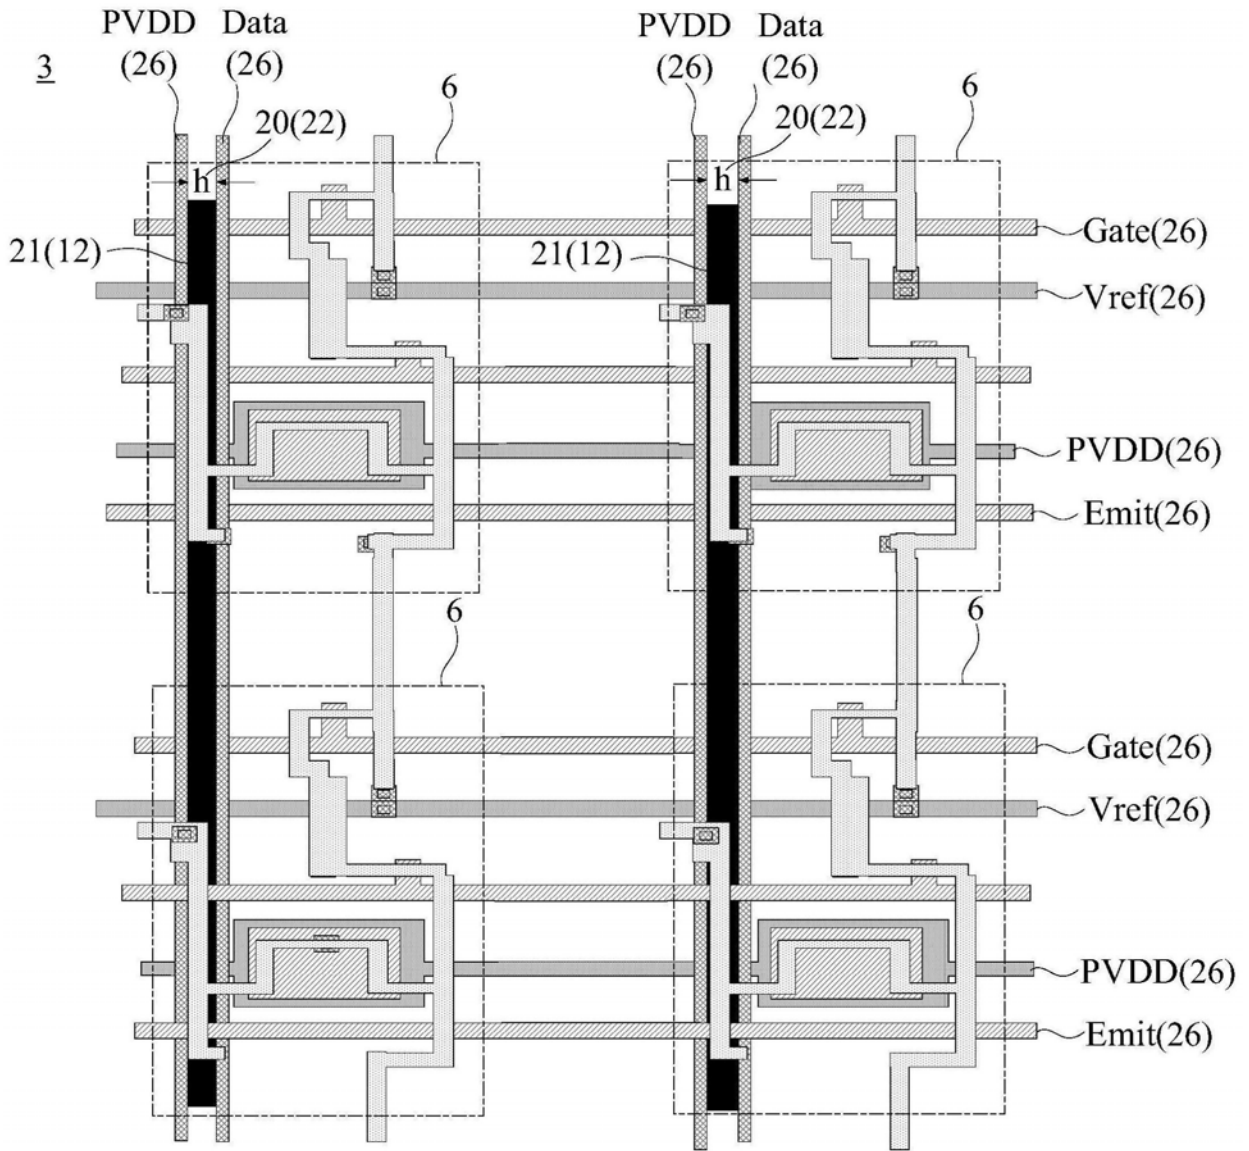 PVDD Data PVDD Data
(26) (26) (26) (26)
3
6 6
20(22) 20(22)
h h
Gate(26)
21(12) 21(12)
Vref(26)
PVDD(26)
Emit(26)
6 6
Gate(26)
Vref(26)
PVDD(26)
Emit(26)